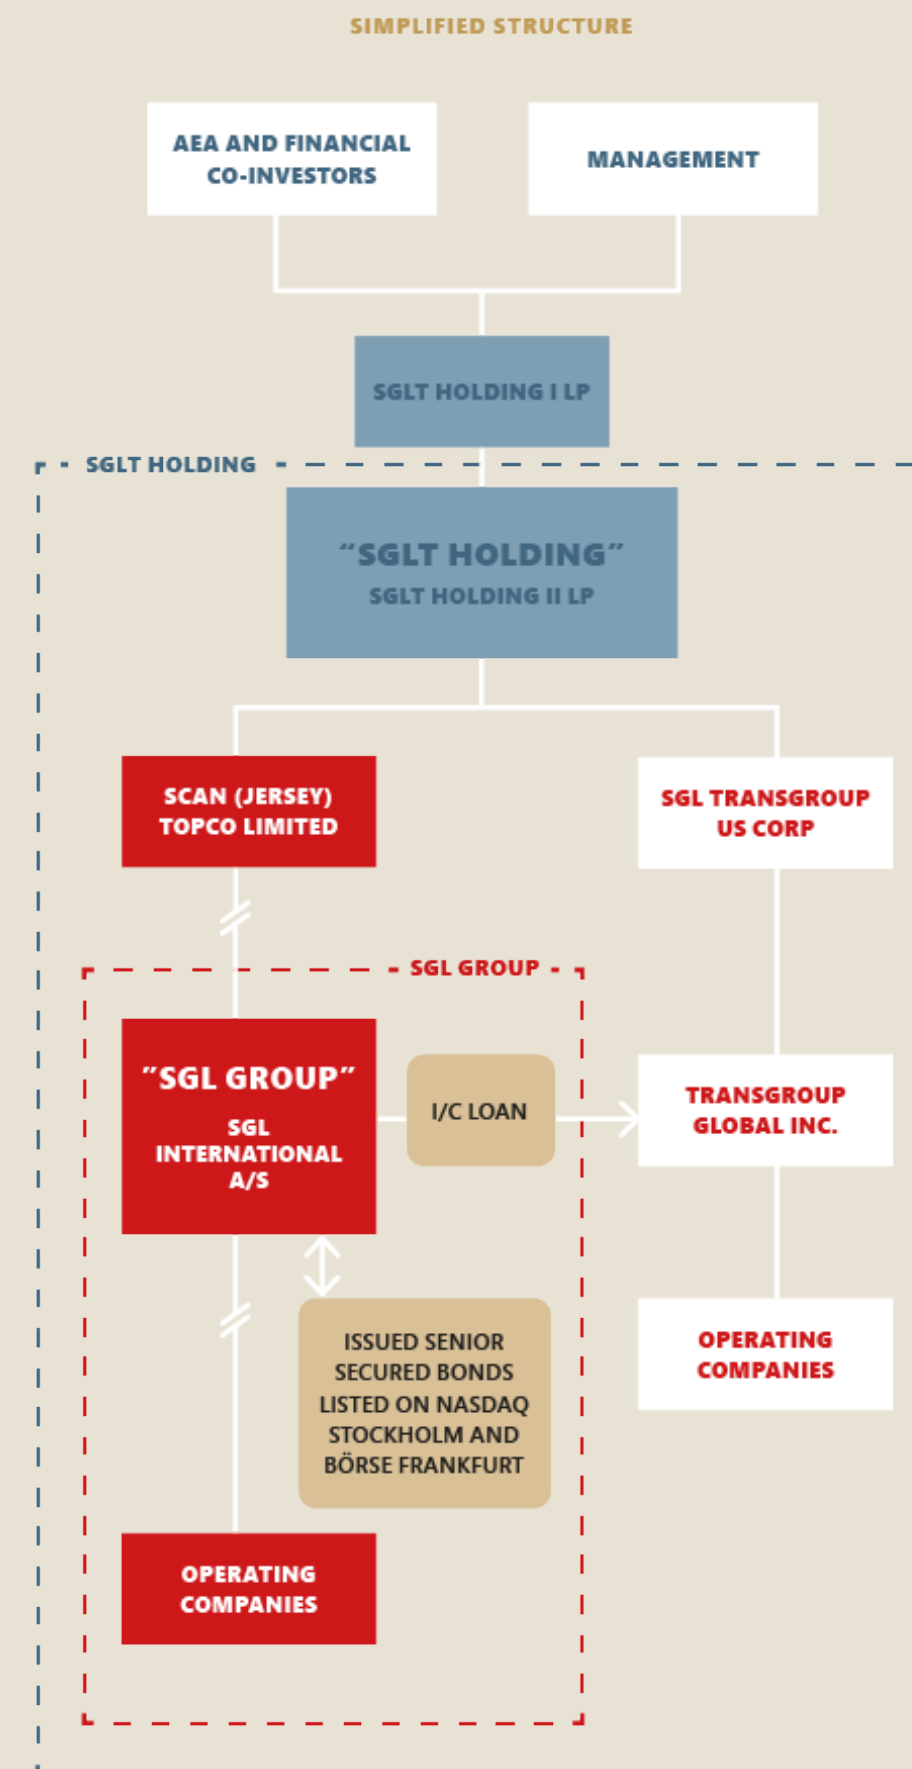 SIMPLIFIED STRUCTURE
AEA AND FINANCIAL
CO-INVESTORS
MANAGEMENT
SGLT HOLDING I LP
SGLT HOLDING
“SGLT HOLDING”
SGLT HOLDING II LP
SCAN (JERSEY)
TOPCO LIMITED
SGL TRANSGROUP
US CORP
SGL GROUP
”SGL GROUP”
SGL
INTERNATIONAL
A/S
I/C LOAN
TRANSGROUP
GLOBAL INC.
ISSUED SENIOR
SECURED BONDS
LISTED ON NASDAQ
STOCKHOLM AND
BÖRSE FRANKFURT
OPERATING
COMPANIES
OPERATING
COMPANIES